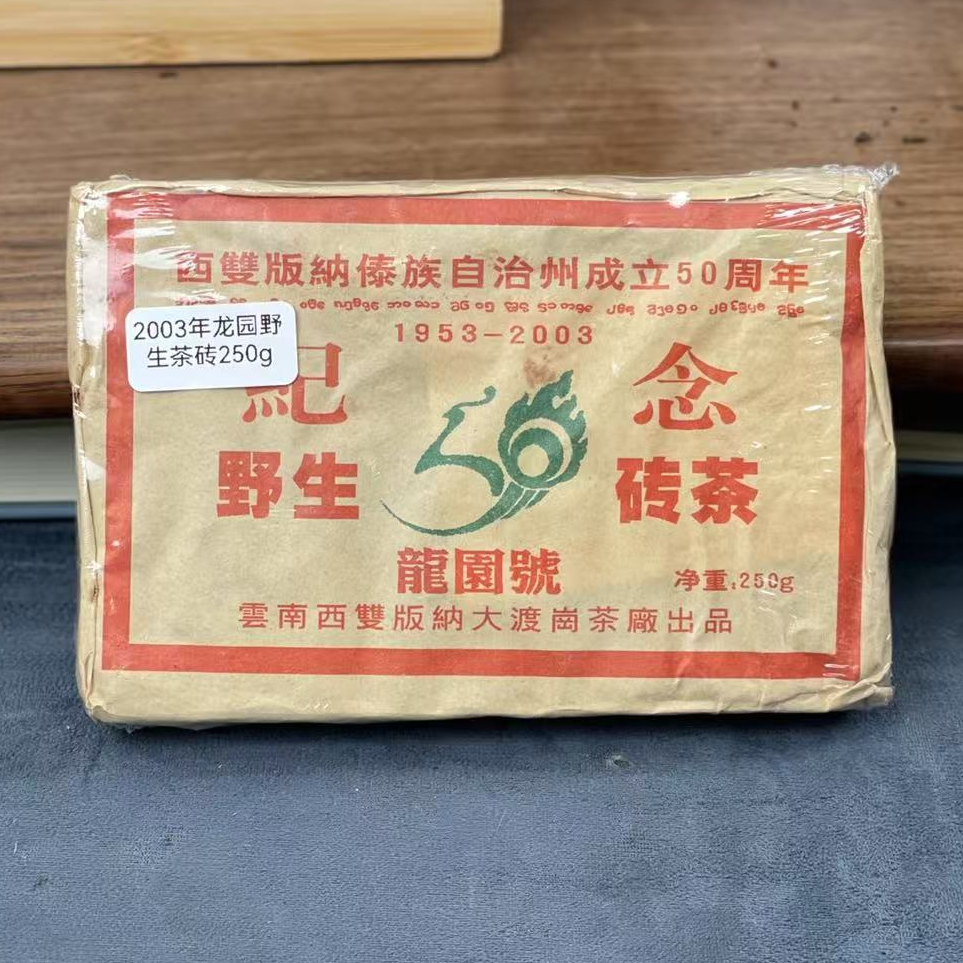 西雙版納傣族自治州成立50周年
1953-2003
2003年龙园野
生茶砖250g
紀 念
50
野生 砖茶
龍園號
净重:250g
雲南西雙版納大渡崗茶廠出品